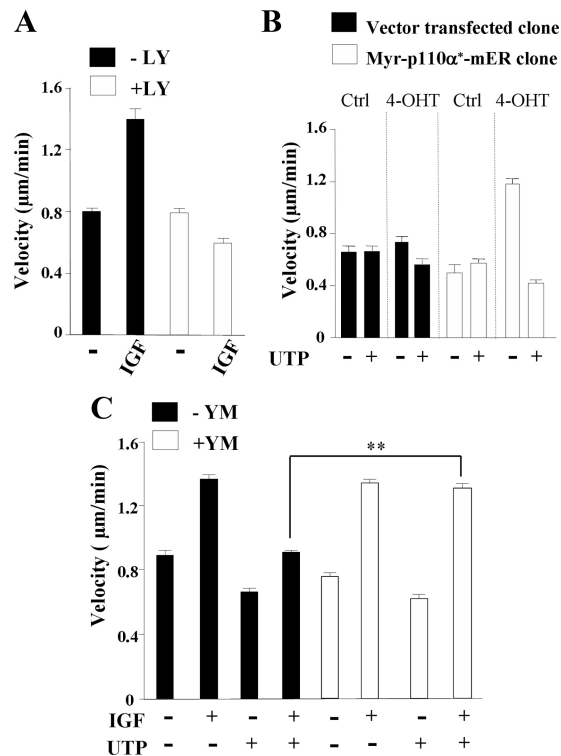 A
- LY
+LY
Velocity (µm/min)
1.6
1.2
0.8
0.4
0
-
IGF
-
IGF
B
Vector transfected clone
Myr-p110α*-mER clone
Ctrl
4-OHT
Ctrl
4-OHT
Velocity (µm/min)
1.6
1.2
0.8
0.4
0
UTP - + - + - + - +
C
- YM
+YM
Velocity ( µm/min)
1.6
1.2
0.8
0.4
0
**
IGF - + - + - + - +
UTP - - + + - - + +